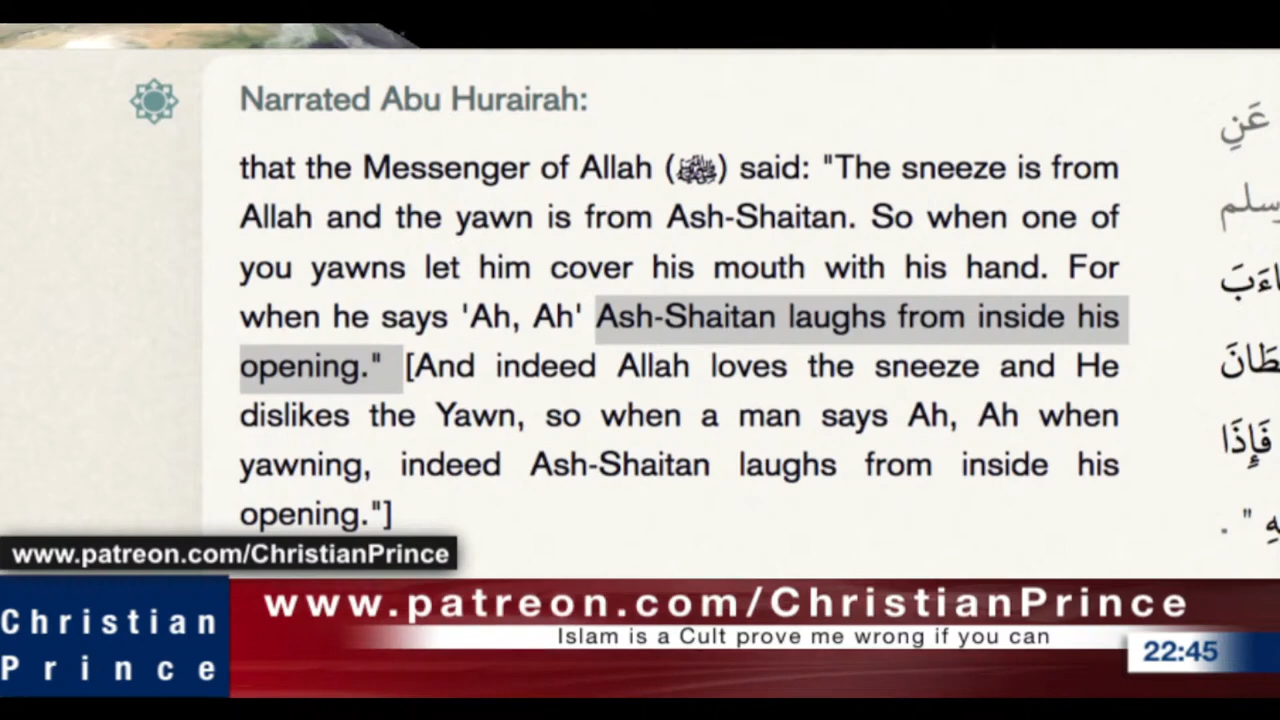 Narrated Abu Hurairah:
that the Messenger of Allah (ﷺ) said: "The sneeze is from
Allah and the yawn is from Ash-Shaitan. So when one of
you yawns let him cover his mouth with his hand. For
when he says 'Ah, Ah' Ash-Shaitan laughs from inside his
opening." [And indeed Allah loves the sneeze and He
dislikes the Yawn, so when a man says Ah, Ah when
yawning, indeed Ash-Shaitan laughs from inside his
opening."]
عَنِ
وسلم
فَإِذَا
www.patreon.com/ChristianPrince
Christian
Prince
www.patreon.com/ChristianPrince
Islam is a Cult prove me wrong if you can
22:45